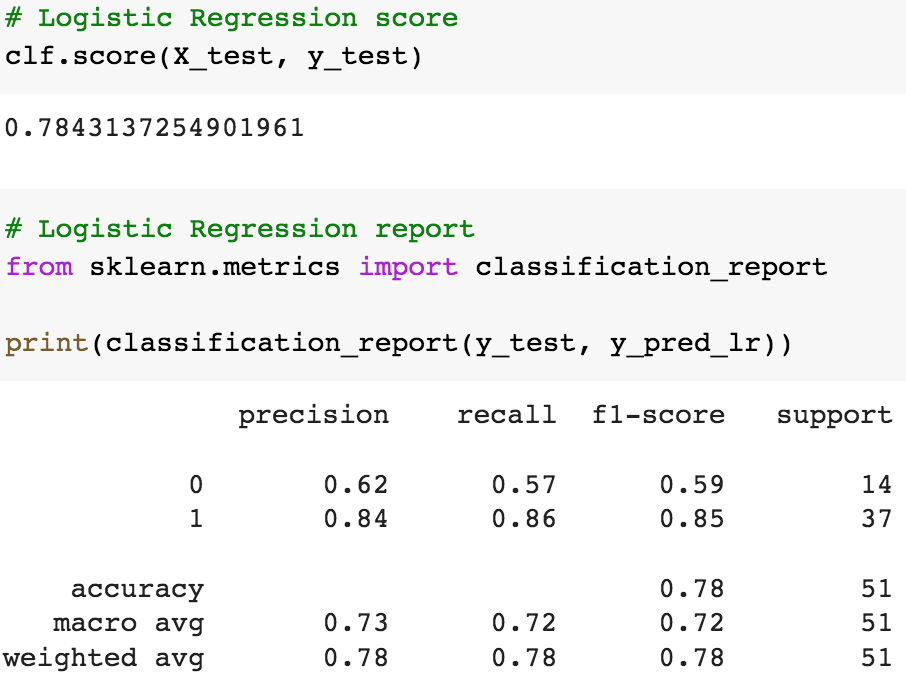 # Logistic Regression score
clf.score(X_test, y_test)
0.7843137254901961
# Logistic Regression report
from sklearn.metrics import classification_report
print(classification_report(y_test, y_pred_lr))
precision recall f1-score support
0 0.62 0.57 0.59 14
1 0.84 0.86 0.85 37
accuracy 0.78 51
macro avg 0.73 0.72 0.72 51
weighted avg 0.78 0.78 0.78 51